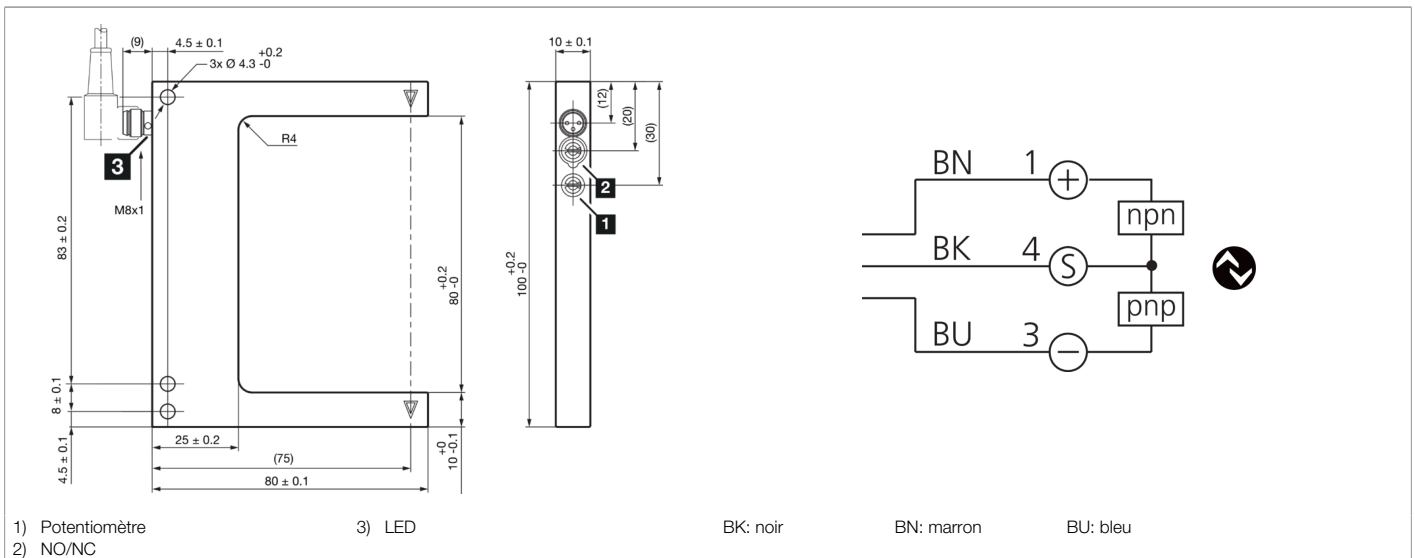 (9)
4.5 ± 0.1
3x Ø 4.3 +0.2 -0
R4
3
M8x1
83 ± 0.2
8 ± 0.1
4.5 ± 0.1
25 ± 0.2
(75)
80 ± 0.1
80 +0.2 -0
10 +0 -0.1
10 ± 0.1
(12)
(20)
(30)
2
1
100 +0.2 -0
BN 1 +
npn
BK 4 S
pnp
BU 3 −
1) Potentiomètre 3) LED BK: noir BN: marron BU: bleu
2) NO/NC